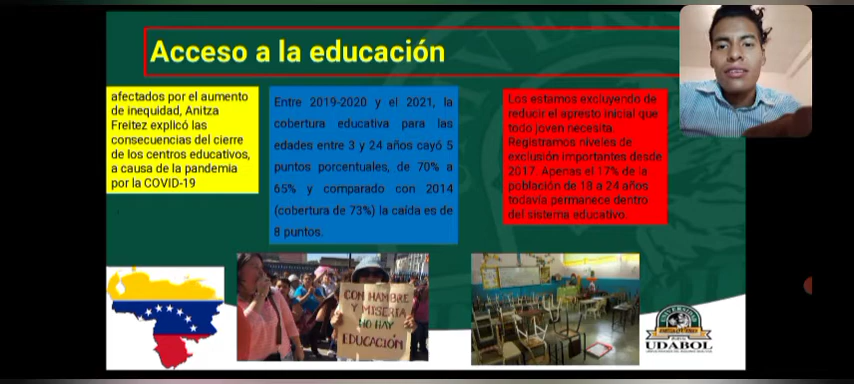 Acceso a la educación
afectados por el aumento
de inequidad, Anitza
Freitez explicó las
consecuencias del cierre
de los centros educativos,
a causa de la pandemia
por la COVID-19
Entre 2019-2020 y el 2021, la
cobertura educativa para las
edades entre 3 y 24 años cayó 5
puntos porcentuales, de 70% a
65% y comparado con 2014
(cobertura de 73%) la caída es de
8 puntos.
Los estamos excluyendo de
reducir el apresto inicial que
todo joven necesita.
Registramos niveles de
exclusión importantes desde
2017. Apenas el 17% de la
población de 18 a 24 años
todavía permanece dentro
del sistema educativo.
CON HAMBRE
Y MISERIA
NO HAY
EDUCACIÓN
UDABOL